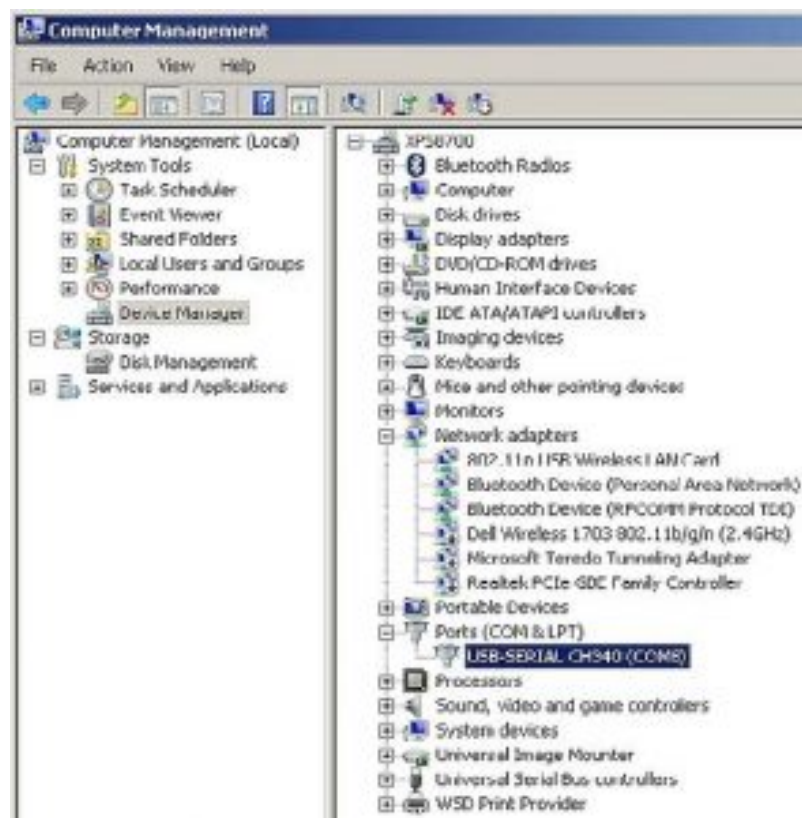 Computer Management
File Action View Help
Computer Management (Local)
System Tools
Task Scheduler
Event Viewer
Shared Folders
Local Users and Groups
Performance
Device Manager
Storage
Disk Management
Services and Applications
XPS8700
Bluetooth Radios
Computer
Disk drives
Display adapters
DVD/CD-ROM drives
Human Interface Devices
IDE ATA/ATAPI controllers
Imaging devices
Keyboards
Mice and other pointing devices
Monitors
Network adapters
802.11n USB Wireless LAN Card
Bluetooth Device (Personal Area Network)
Bluetooth Device (RFCOMM Protocol TDI)
Dell Wireless 1703 802.11b/g/n (2.4GHz)
Microsoft Teredo Tunneling Adapter
Realtek PCIe GBE Family Controller
Portable Devices
Ports (COM & LPT)
USB-SERIAL CH340 (COM8)
Processors
Sound, video and game controllers
System devices
Universal Image Mounter
Universal Serial Bus controllers
WSD Print Provider